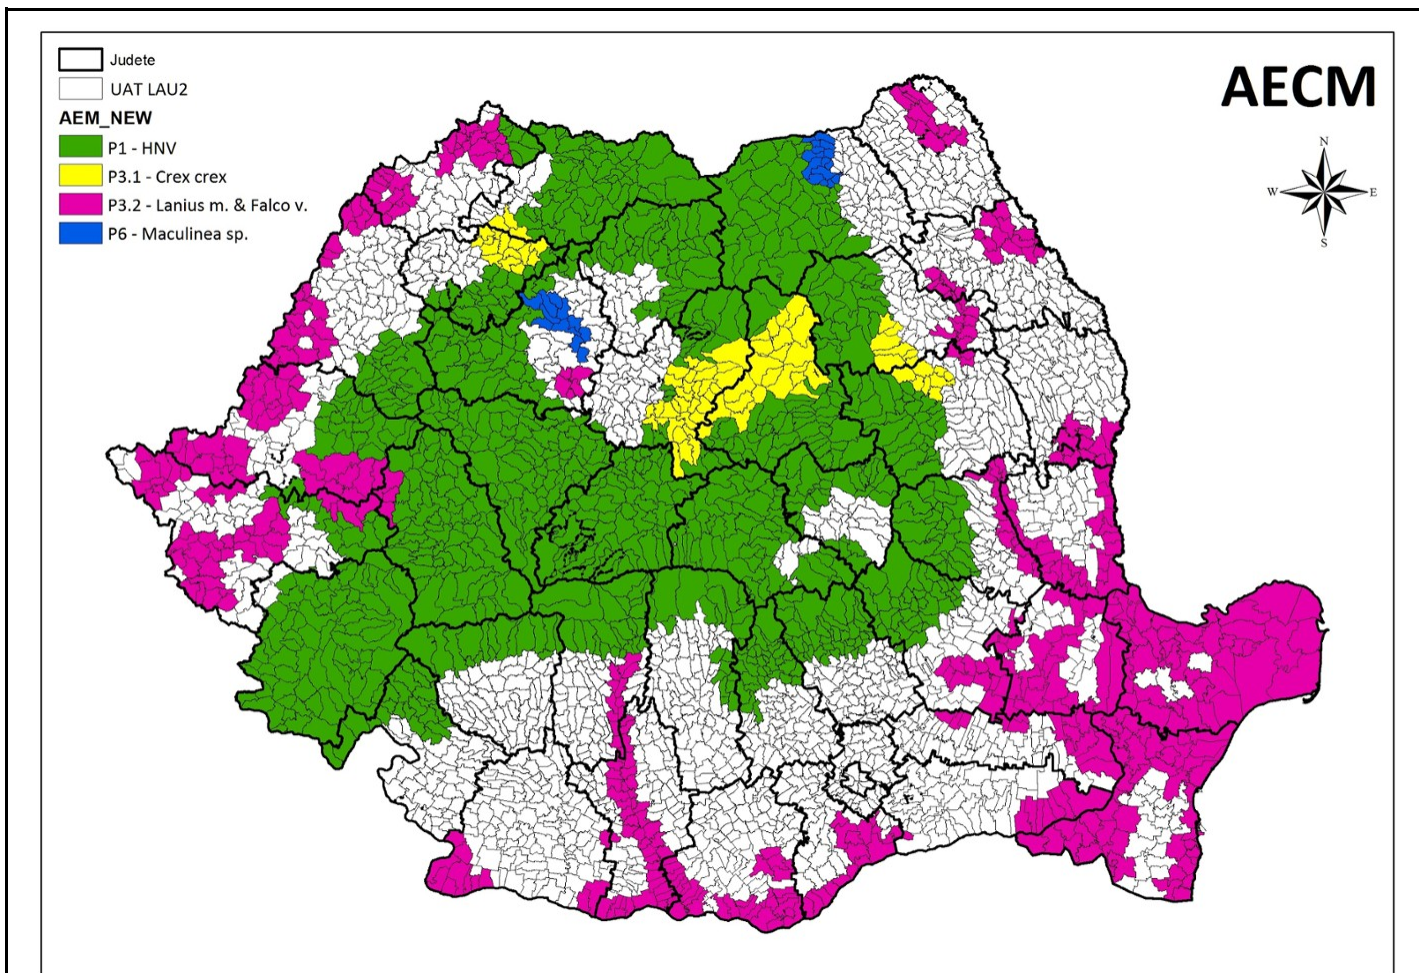 Judete
UAT LAU2
AEM_NEW
P1 - HNV
P3.1 - Crex crex
P3.2 - Lanius m. & Falco v.
P6 - Maculinea sp.
AECM
N
W E
S